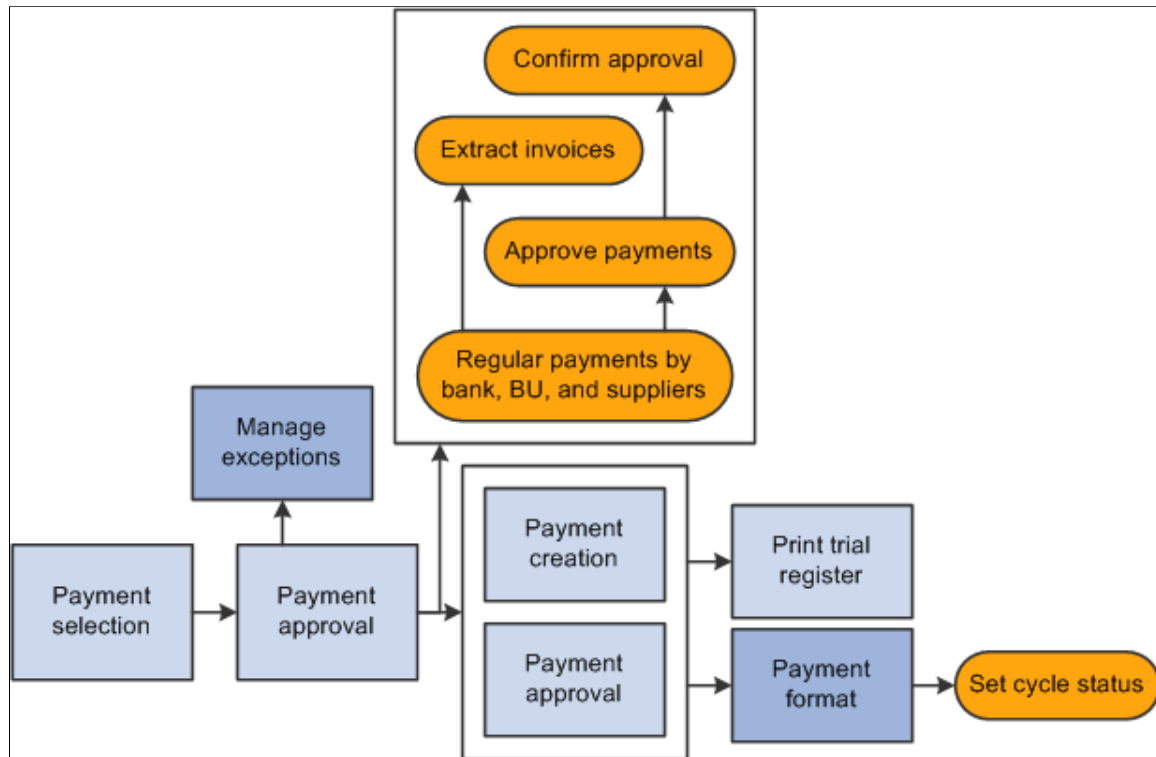 Confirm approval
Extract invoices
Approve payments
Regular payments by
bank, BU, and suppliers
Manage
exceptions
Payment
creation
Print trial
register
Payment
selection
Payment
approval
Payment
approval
Payment
format
Set cycle status